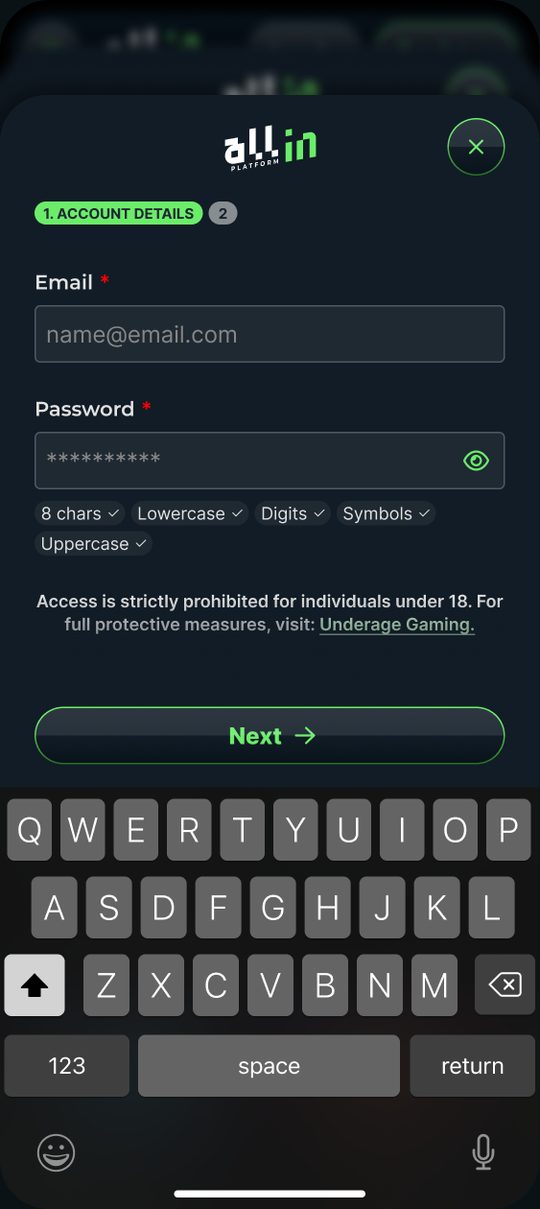 all in
PLATFORM
1. ACCOUNT DETAILS 2
Email *
name@email.com
Password *
**********
8 chars ✓ Lowercase ✓ Digits ✓ Symbols ✓
Uppercase ✓
Access is strictly prohibited for individuals under 18. For
full protective measures, visit: Underage Gaming.
Next →
Q W E R T Y U I O P
A S D F G H J K L
Z X C V B N M
123 space return